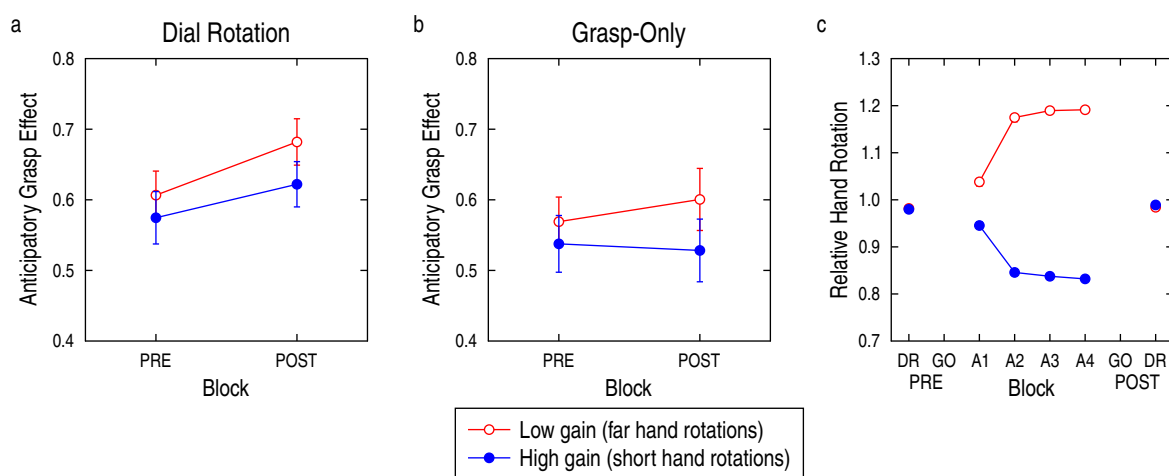 a
Dial Rotation
Anticipatory Grasp Effect
0.8
0.7
0.6
0.5
0.4
PRE
POST
Block
b
Grasp-Only
Anticipatory Grasp Effect
0.8
0.7
0.6
0.5
0.4
PRE
POST
Block
c
Relative Hand Rotation
1.3
1.2
1.1
1.0
0.9
0.8
0.7
DR GO A1 A2 A3 A4 GO DR
PRE POST
Block
Low gain (far hand rotations)
High gain (short hand rotations)